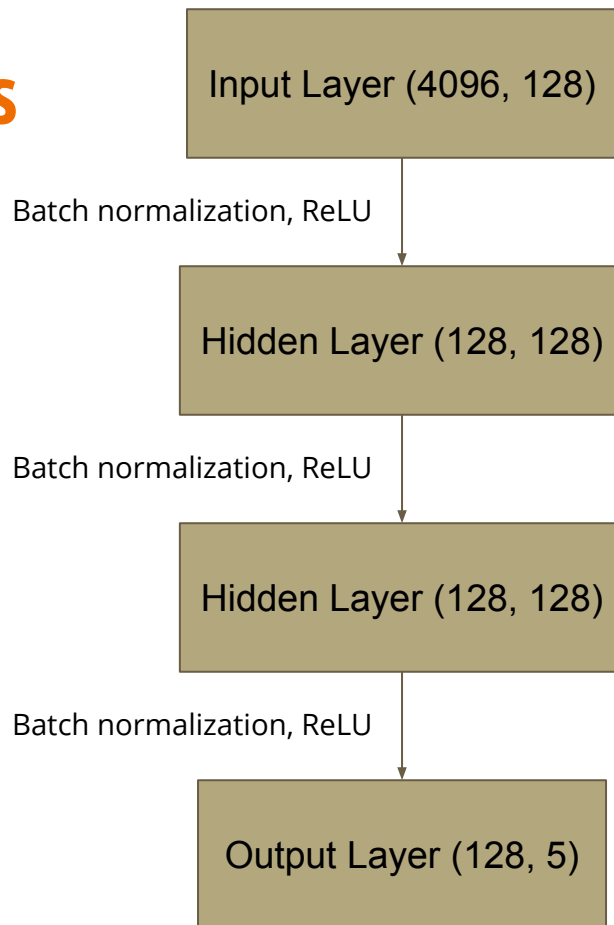 s
Input Layer (4096, 128)
Batch normalization, ReLU
Hidden Layer (128, 128)
Batch normalization, ReLU
Hidden Layer (128, 128)
Batch normalization, ReLU
Output Layer (128, 5)